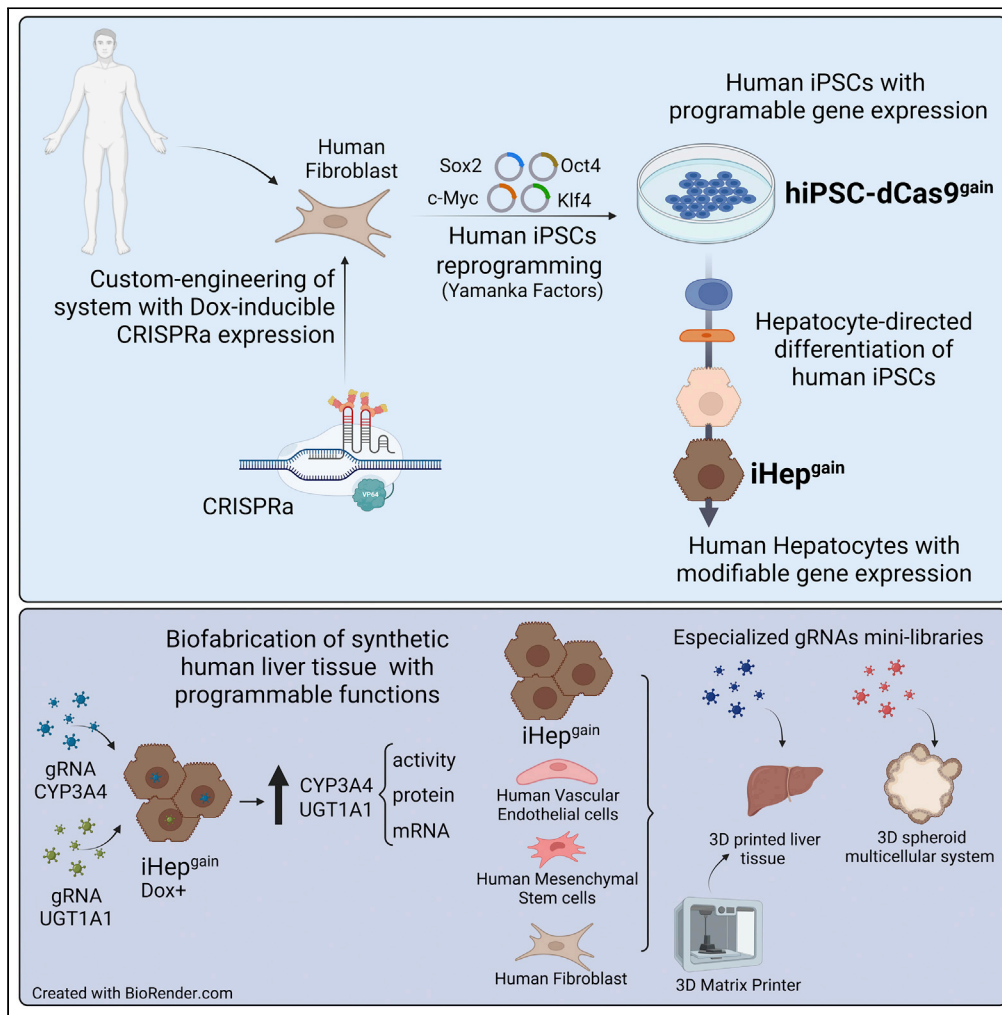 Human
Fibroblast
Sox2
Oct4
c-Myc
Klf4
Human iPSCs
reprogramming
(Yamanka Factors)
Human iPSCs with
programable gene expression
hiPSC-dCas9gain
Custom-engineering of
system with Dox-inducible
CRISPRa expression
VP64
CRISPRa
Hepatocyte-directed
differentiation of
human iPSCs
iHepgain
Human Hepatocytes with
modifiable gene expression
Biofabrication of synthetic
human liver tissue with
programmable functions
gRNA
CYP3A4
gRNA
UGT1A1
iHepgain
Dox+
CYP3A4
UGT1A1
activity
protein
mRNA
iHepgain
Human Vascular
Endothelial cells
Human Mesenchymal
Stem cells
Human Fibroblast
Especialized gRNAs mini-libraries
3D printed liver
tissue
3D spheroid
multicellular system
3D Matrix Printer
Created with BioRender.com